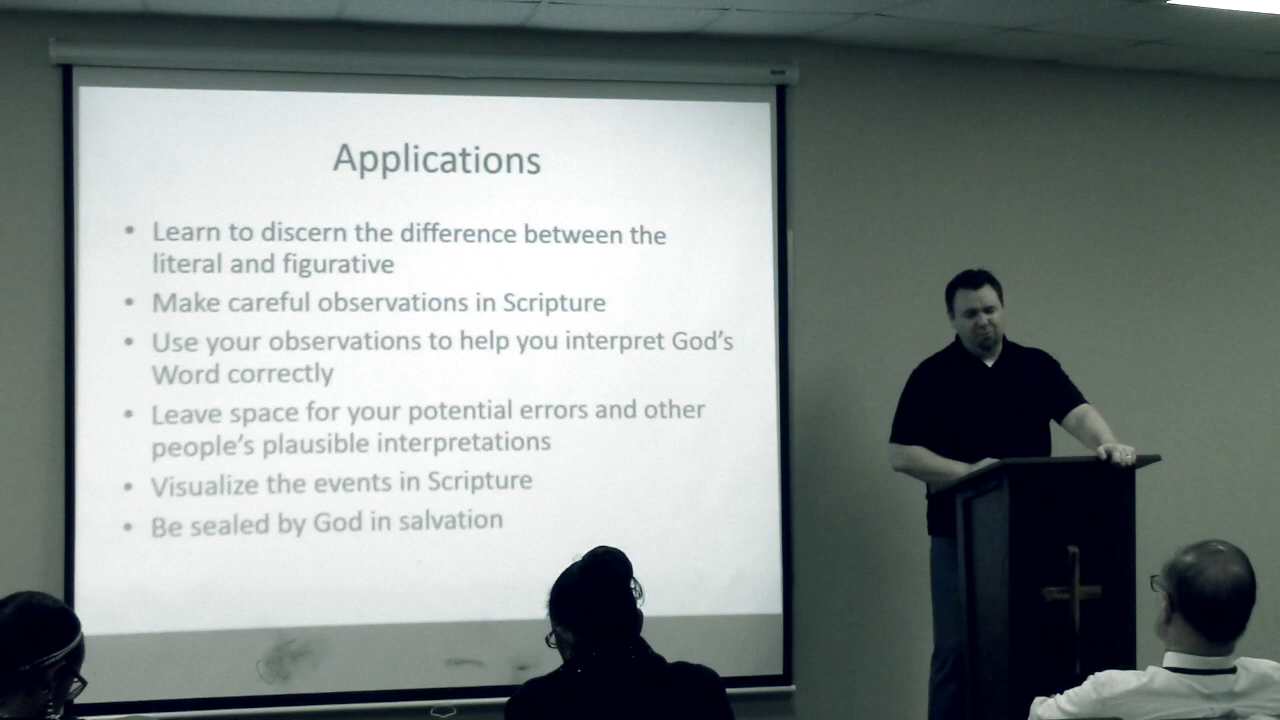 Applications
• Learn to discern the difference between the
literal and figurative
• Make careful observations in Scripture
• Use your observations to help you interpret God's
Word correctly
• Leave space for your potential errors and other
people's plausible interpretations
• Visualize the events in Scripture
• Be sealed by God in salvation